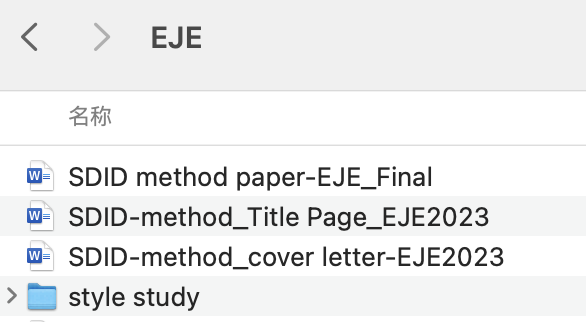 EJE
名称
SDID method paper-EJE_Final
SDID-method_Title Page_EJE2023
SDID-method_cover letter-EJE2023
style study